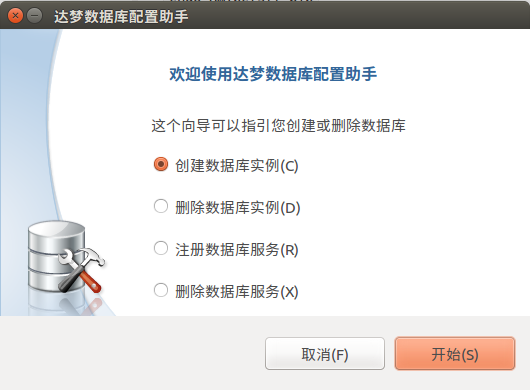 达梦数据库配置助手
欢迎使用达梦数据库配置助手
这个向导可以指引您创建或删除数据库
创建数据库实例(C)
删除数据库实例(D)
注册数据库服务(R)
删除数据库服务(X)
取消(F)
开始(S)